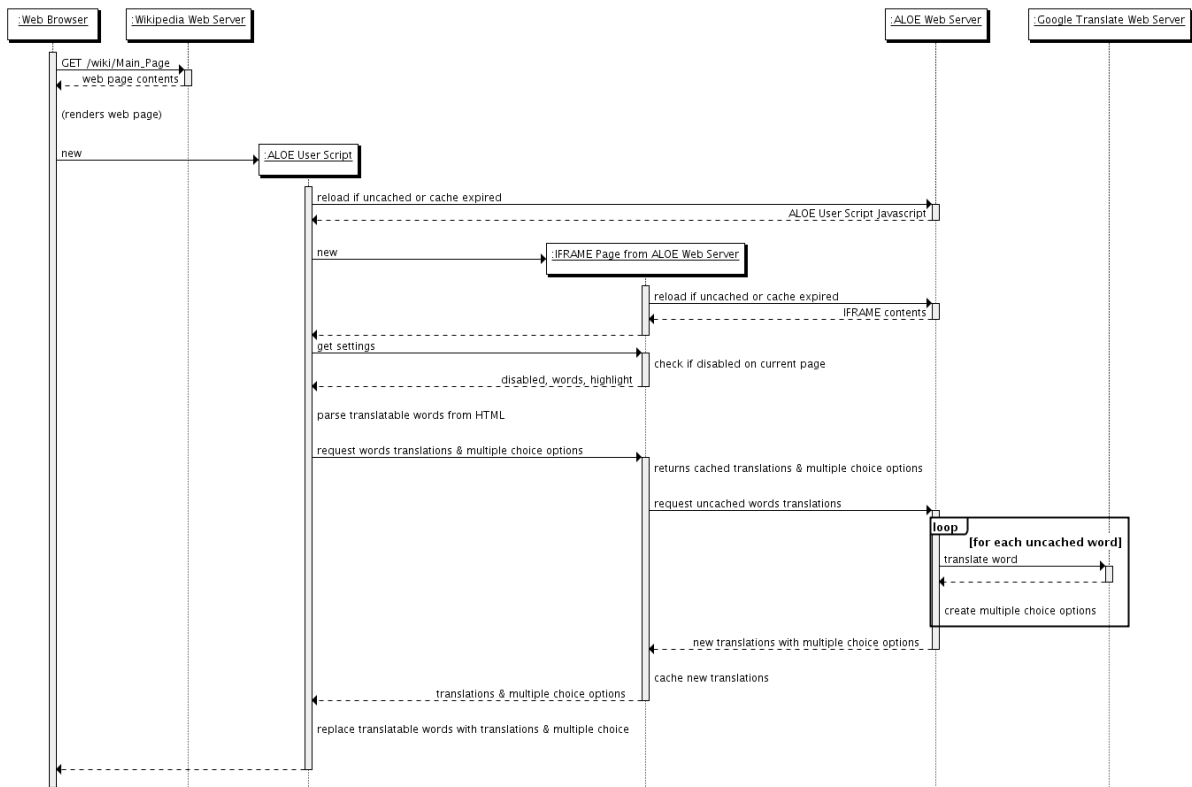 :Web Browser
:Wikipedia Web Server
:ALOE Web Server
:Google Translate Web Server
GET /wiki/Main_Page
web page contents
(renders web page)
new
:ALOE User Script
reload if uncached or cache expired
ALOE User Script Javascript
new
:IFRAME Page from ALOE Web Server
reload if uncached or cache expired
IFRAME contents
get settings
check if disabled on current page
disabled, words, highlight
parse translatable words from HTML
request words translations & multiple choice options
returns cached translations & multiple choice options
request uncached words translations
loop
[for each uncached word]
translate word
create multiple choice options
new translations with multiple choice options
cache new translations
translations & multiple choice options
replace translatable words with translations & multiple choice